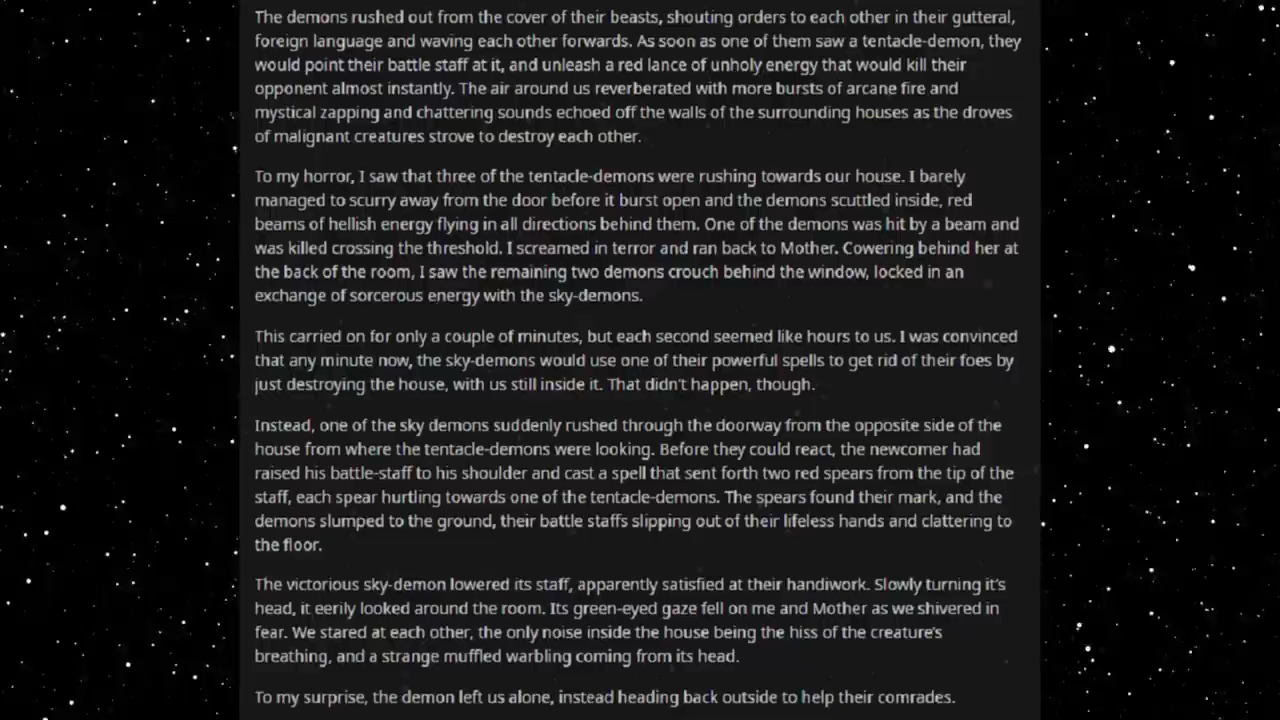 The demons rushed out from the cover of their beasts, shouting orders to each other in their gutteral,
foreign language and waving each other forwards. As soon as one of them saw a tentacle-demon, they
would point their battle staff at it, and unleash a red lance of unholy energy that would kill their
opponent almost instantly. The air around us reverberated with more bursts of arcane fire and
mystical zapping and chattering sounds echoed off the walls of the surrounding houses as the droves
of malignant creatures strove to destroy each other.
To my horror, I saw that three of the tentacle-demons were rushing towards our house. I barely
managed to scurry away from the door before it burst open and the demons scuttled inside, red
beams of hellish energy flying in all directions behind them. One of the demons was hit by a beam and
was killed crossing the threshold. I screamed in terror and ran back to Mother. Cowering behind her at
the back of the room, I saw the remaining two demons crouch behind the window, locked in an
exchange of sorcerous energy with the sky-demons.
This carried on for only a couple of minutes, but each second seemed like hours to us. I was convinced
that any minute now, the sky-demons would use one of their powerful spells to get rid of their foes by
just destroying the house, with us still inside it. That didn't happen, though.
Instead, one of the sky demons suddenly rushed through the doorway from the opposite side of the
house from where the tentacle-demons were looking. Before they could react, the newcomer had
raised his battle-staff to his shoulder and cast a spell that sent forth two red spears from the tip of the
staff, each spear hurtling towards one of the tentacle-demons. The spears found their mark, and the
demons slumped to the ground, their battle staffs slipping out of their lifeless hands and clattering to
the floor.
The victorious sky-demon lowered its staff, apparently satisfied at their handiwork. Slowly turning it's
head, it eerily looked around the room. Its green-eyed gaze fell on me and Mother as we shivered in
fear. We stared at each other, the only noise inside the house being the hiss of the creature's
breathing, and a strange muffled warbling coming from its head.
To my surprise, the demon left us alone, instead heading back outside to help their comrades.